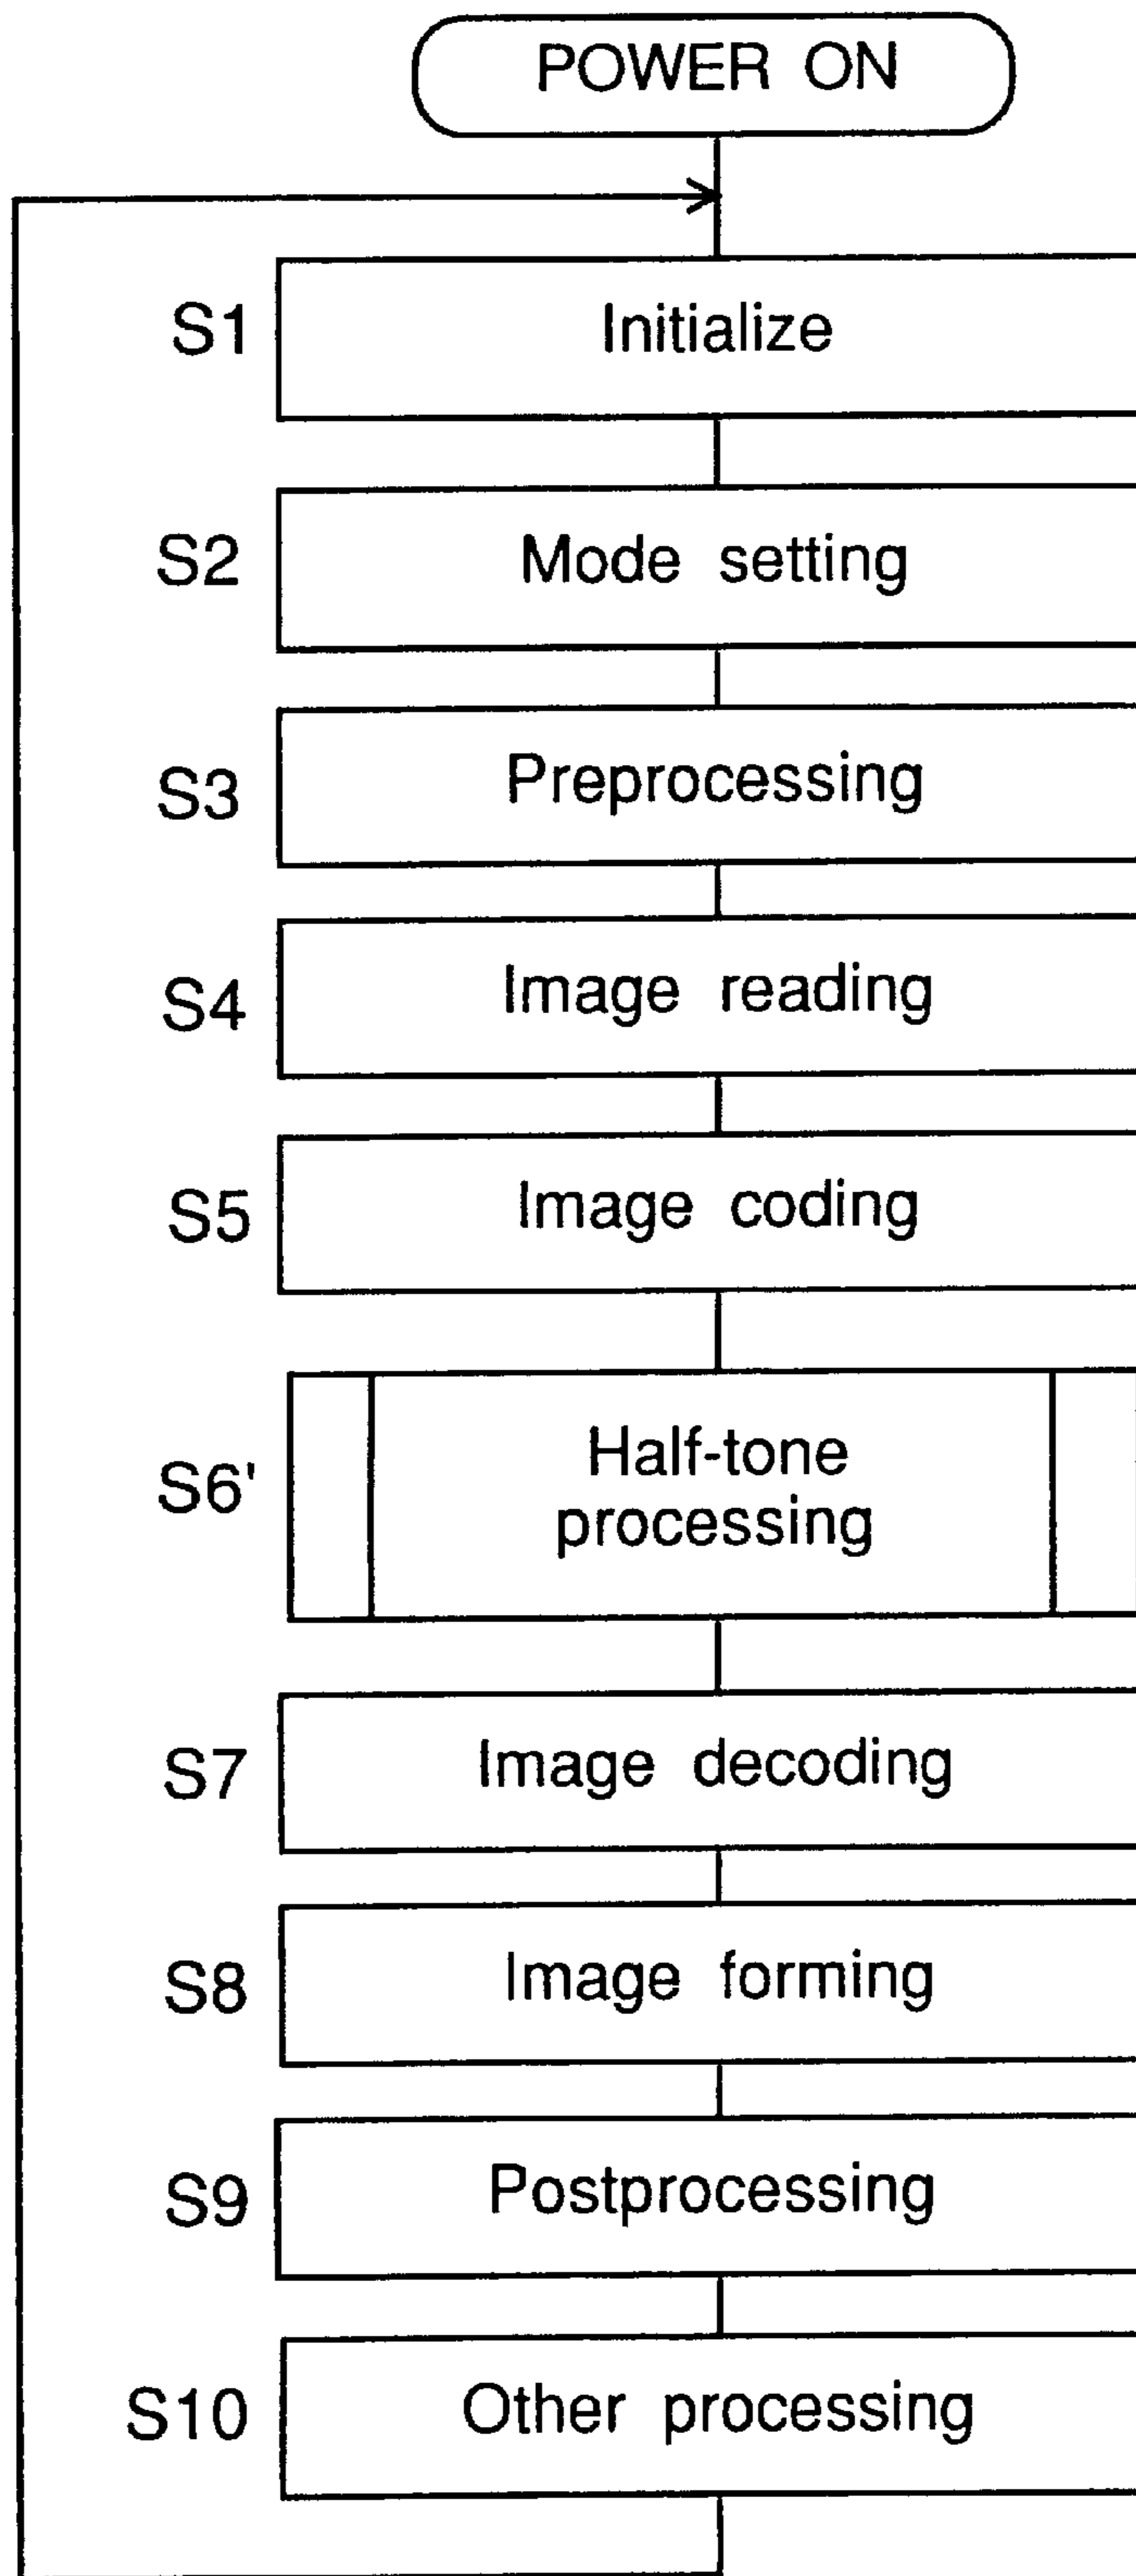 POWER ON
S1 Initialize
S2 Mode setting
S3 Preprocessing
S4 Image reading
S5 Image coding
S6' Half-tone
processing
S7 Image decoding
S8 Image forming
S9 Postprocessing
S10 Other processing